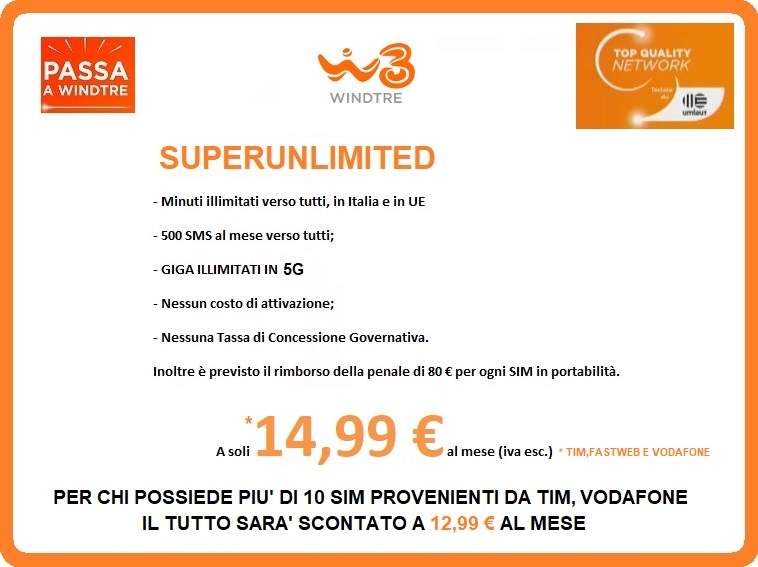 PASSA
A WINDTRE
WINDTRE
TOP QUALITY
NETWORK
Testata
da
umlaut
SUPERUNLIMITED
- Minuti illimitati verso tutti, in Italia e in UE
- 500 SMS al mese verso tutti;
- GIGA ILLIMITATI IN 5G
- Nessun costo di attivazione;
- Nessuna Tassa di Concessione Governativa.
Inoltre è previsto il rimborso della penale di 80 € per ogni SIM in portabilità.
A soli *14,99 € al mese (iva esc.) * TIM,FASTWEB E VODAFONE
PER CHI POSSIEDE PIU' DI 10 SIM PROVENIENTI DA TIM, VODAFONE
IL TUTTO SARA' SCONTATO A 12,99 € AL MESE